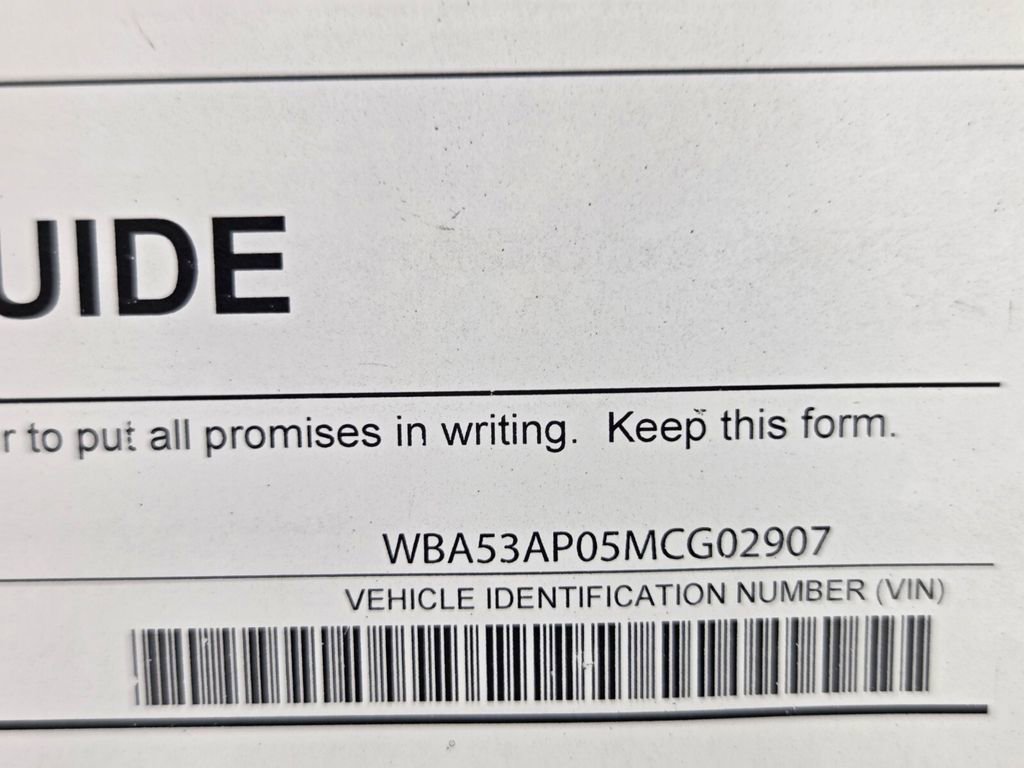 UIDE
r to put all promises in writing. Keep this form.
WBA53AP05MCG02907
VEHICLE IDENTIFICATION NUMBER (VIN)